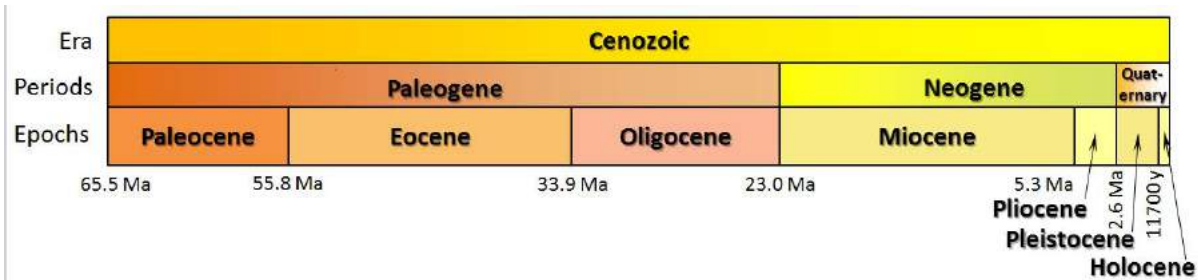 Era Cenozoic
Periods Paleogene Neogene Quat-
ernary
Epochs Paleocene Eocene Oligocene Miocene
65.5 Ma 55.8 Ma 33.9 Ma 23.0 Ma 5.3 Ma 2.6 Ma 11700 y
Pliocene
Pleistocene
Holocene